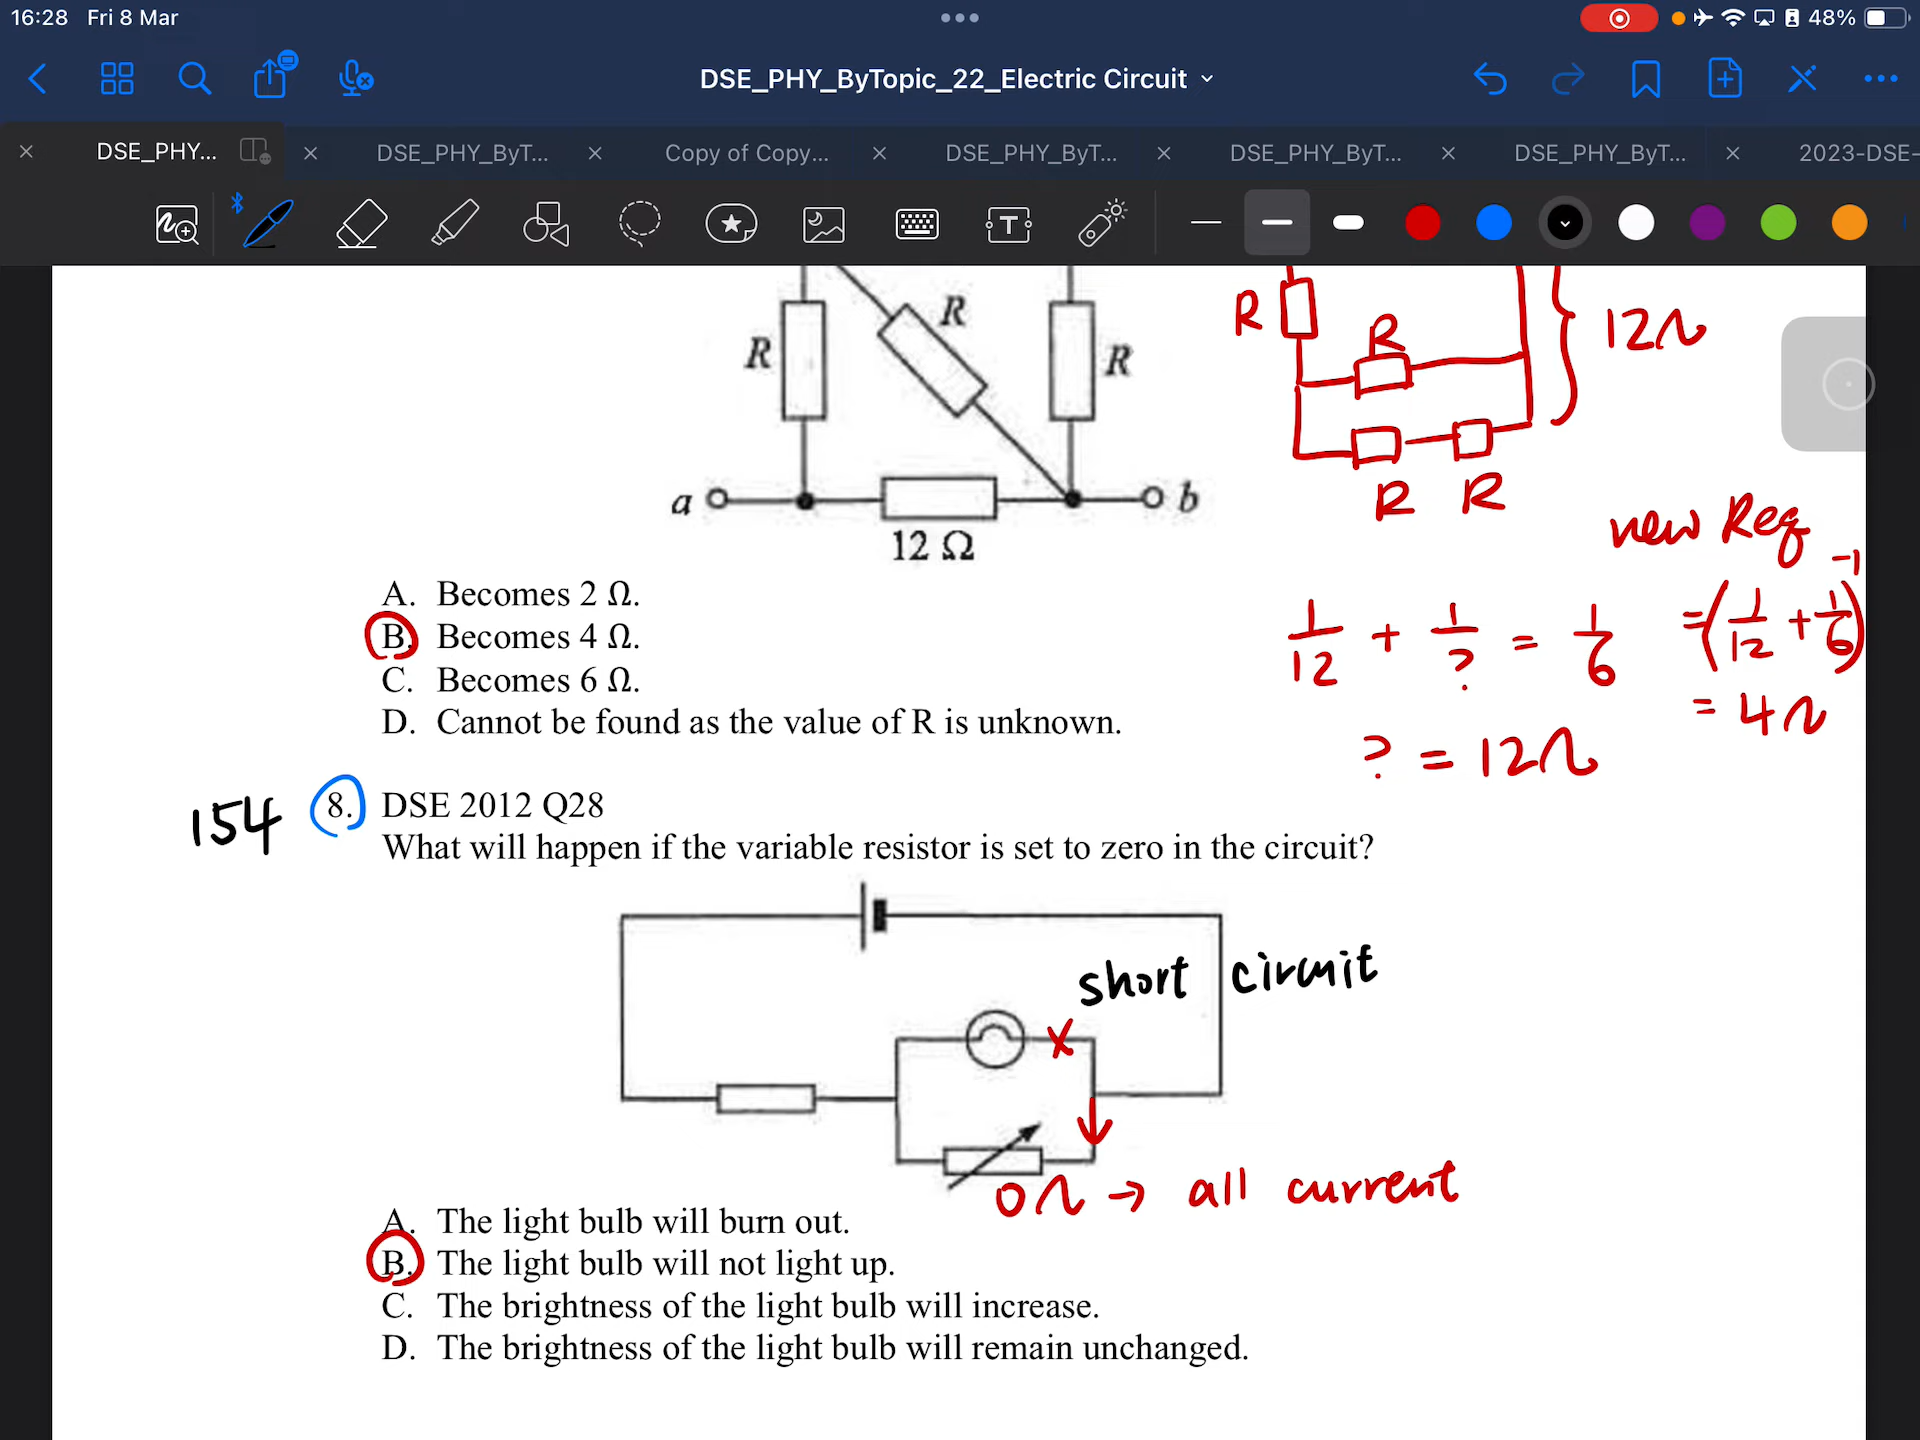 16:28 Fri 8 Mar
48%
DSE_PHY_ByTopic_22_Electric Circuit
DSE_PHY...
DSE_PHY_ByT...
Copy of Copy...
DSE_PHY_ByT...
DSE_PHY_ByT...
DSE_PHY_ByT...
2023-DSE-
T
R
R
R
a
b
12 Ω
R
R
R R
12Ω
A. Becomes 2 Ω.
B. Becomes 4 Ω.
C. Becomes 6 Ω.
D. Cannot be found as the value of R is unknown.
1/12 + 1/? = 1/6
? = 12Ω
new Req
= (1/12 + 1/6)-1
= 4Ω
154
8. DSE 2012 Q28
What will happen if the variable resistor is set to zero in the circuit?
short circuit
X
0Ω → all current
A. The light bulb will burn out.
B. The light bulb will not light up.
C. The brightness of the light bulb will increase.
D. The brightness of the light bulb will remain unchanged.